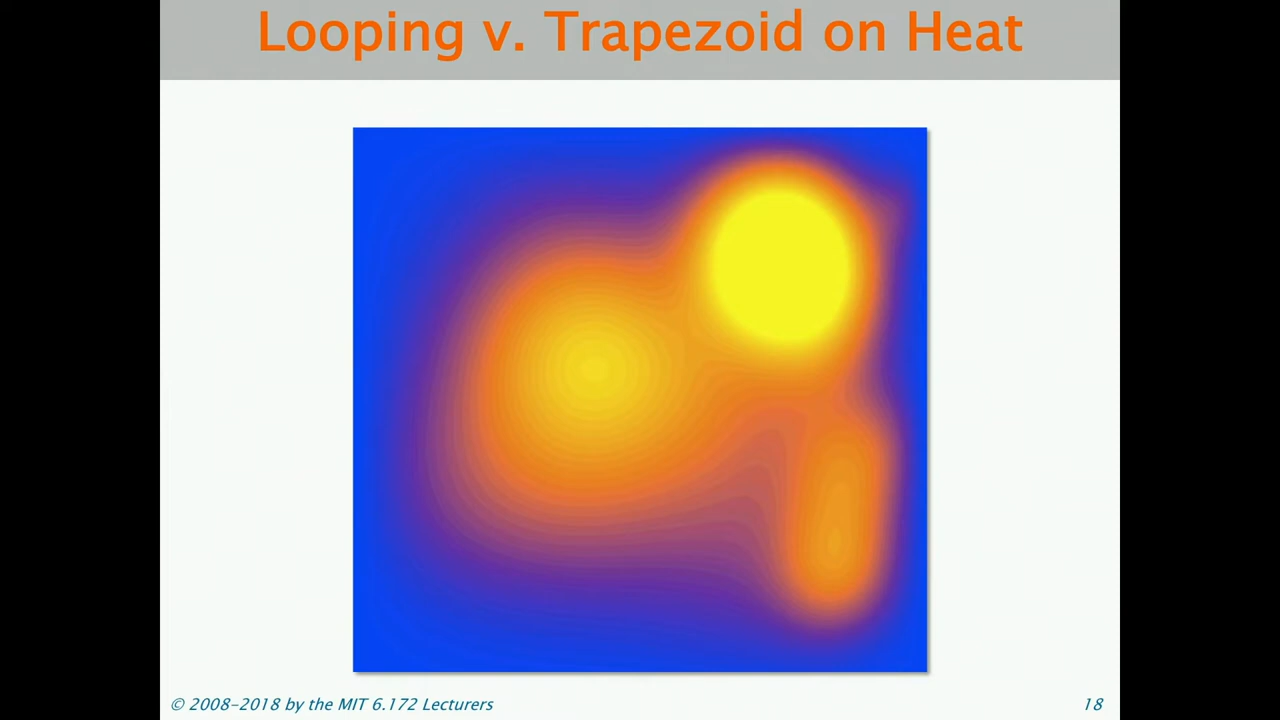 Looping v. Trapezoid on Heat
© 2008-2018 by the MIT 6.172 Lecturers
18